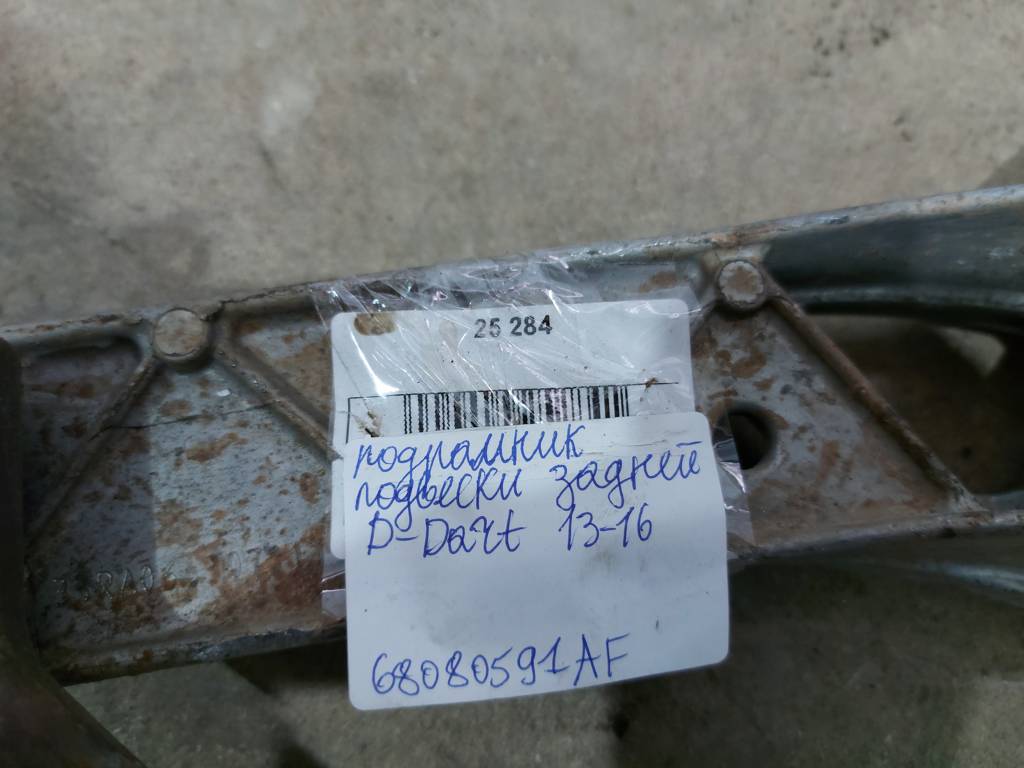 25 284
подрамник
подвески задней
D-Dart 13-16
68080591AF